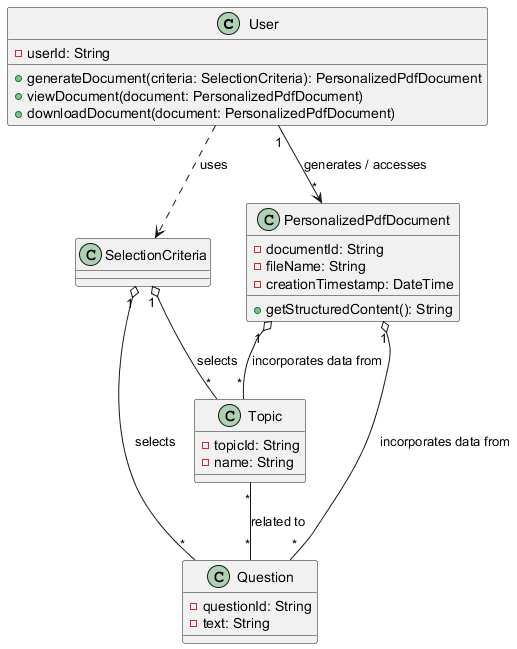 C User
userId: String
generateDocument(criteria: SelectionCriteria): PersonalizedPdfDocument
viewDocument(document: PersonalizedPdfDocument)
downloadDocument(document: PersonalizedPdfDocument)
1
uses
generates / accesses
*
C SelectionCriteria
C PersonalizedPdfDocument
documentId: String
fileName: String
creationTimestamp: DateTime
getStructuredContent(): String
1
1
1
1
selects
incorporates data from
*
*
C Topic
topicId: String
name: String
selects
incorporates data from
*
related to
*
*
*
C Question
questionId: String
text: String